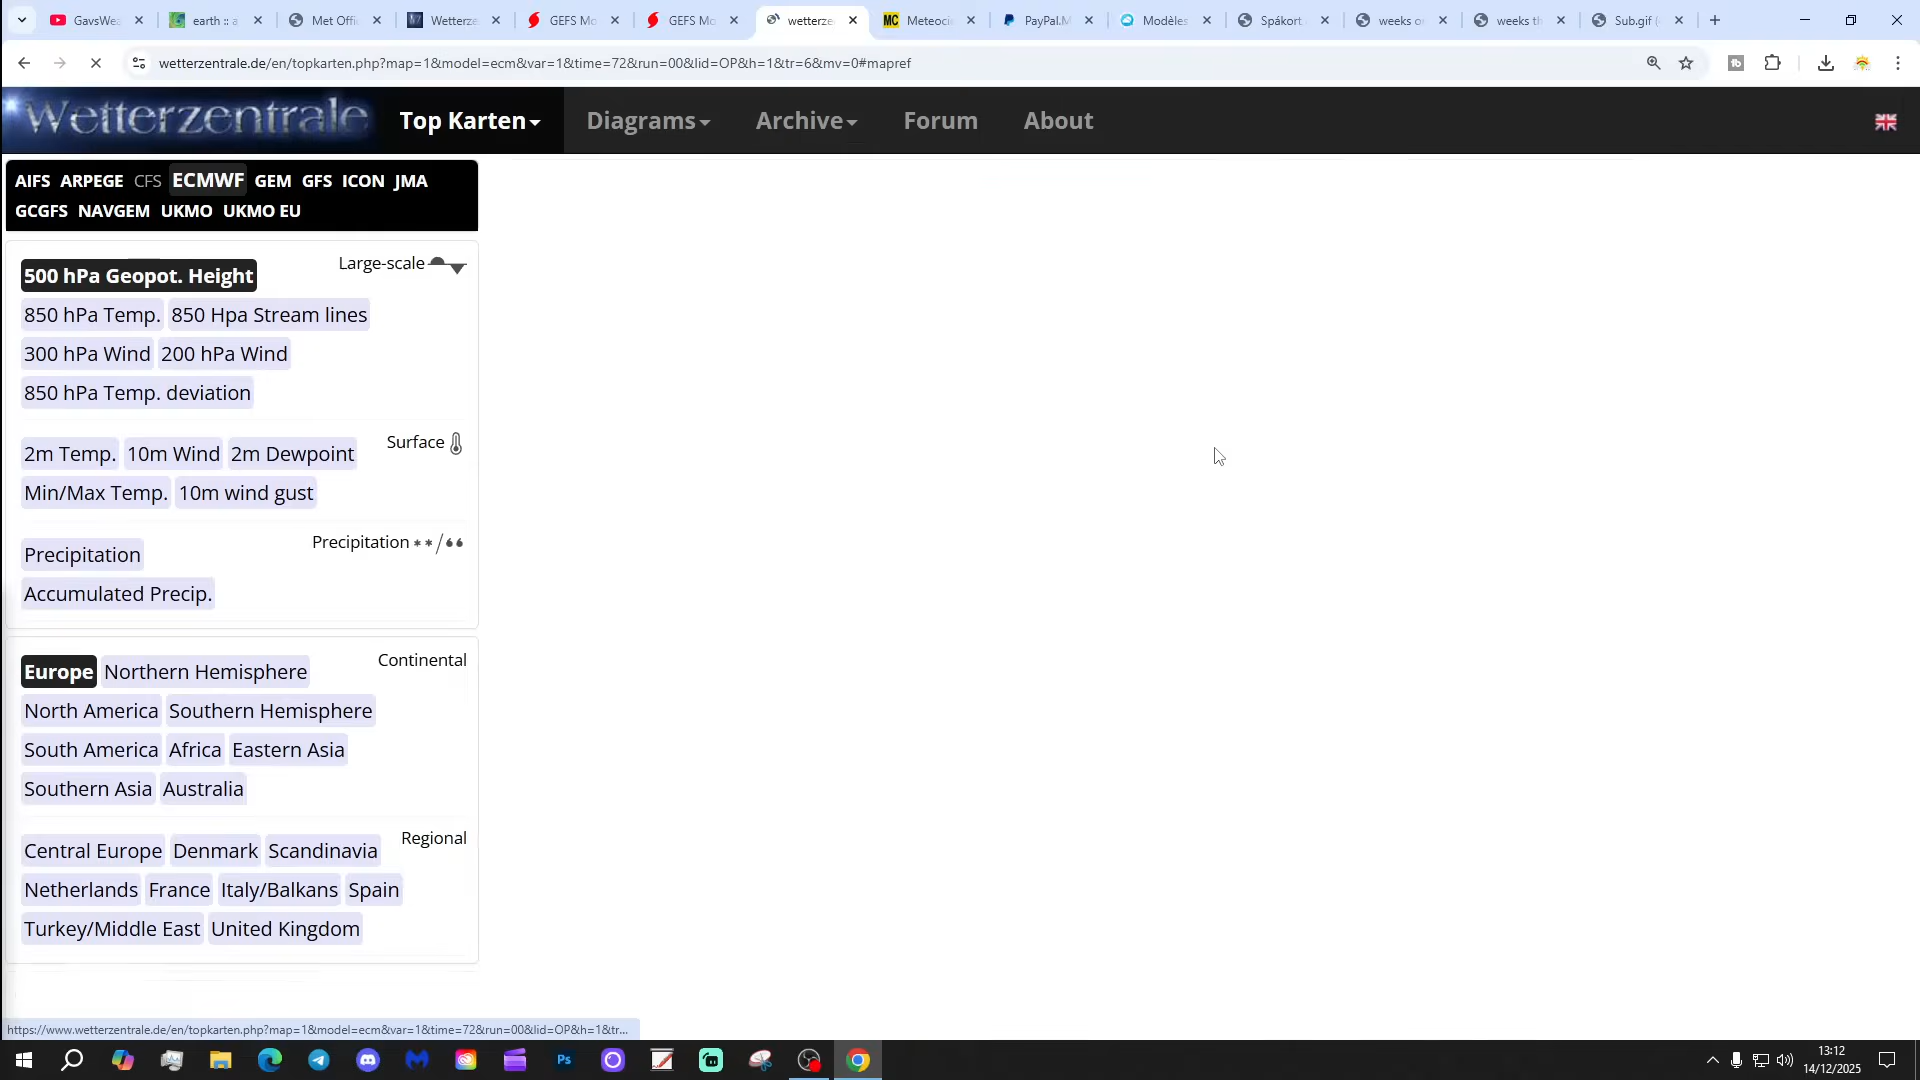 GavsWea
earth :: a
Met Offi
Wetterze
GEFS Mo
GEFS Mo
wetterze
MC Meteocie
PayPal.M
Modèles
Spákort
weeks o
weeks th
Sub.gif (
wetterzentrale.de/en/topkarten.php?map=1&model=ecm&var=1&time=72&run=00&lid=OP&h=1&tr=6&mv=0#mapref
Wetterzentrale
Top Karten
Diagrams
Archive
Forum
About
AIFS ARPEGE CFS ECMWF GEM GFS ICON JMA
GCGFS NAVGEM UKMO UKMO EU
Large-scale
500 hPa Geopot. Height
850 hPa Temp. 850 Hpa Stream lines
300 hPa Wind 200 hPa Wind
850 hPa Temp. deviation
Surface
2m Temp. 10m Wind 2m Dewpoint
Min/Max Temp. 10m wind gust
Precipitation
Precipitation
Accumulated Precip.
Continental
Europe Northern Hemisphere
North America Southern Hemisphere
South America Africa Eastern Asia
Southern Asia Australia
Regional
Central Europe Denmark Scandinavia
Netherlands France Italy/Balkans Spain
Turkey/Middle East United Kingdom
https://www.wetterzentrale.de/en/topkarten.php?map=1&model=ecm&var=1&time=72&run=00&lid=OP&h=1&tr...
Ps
13:12
14/12/2025